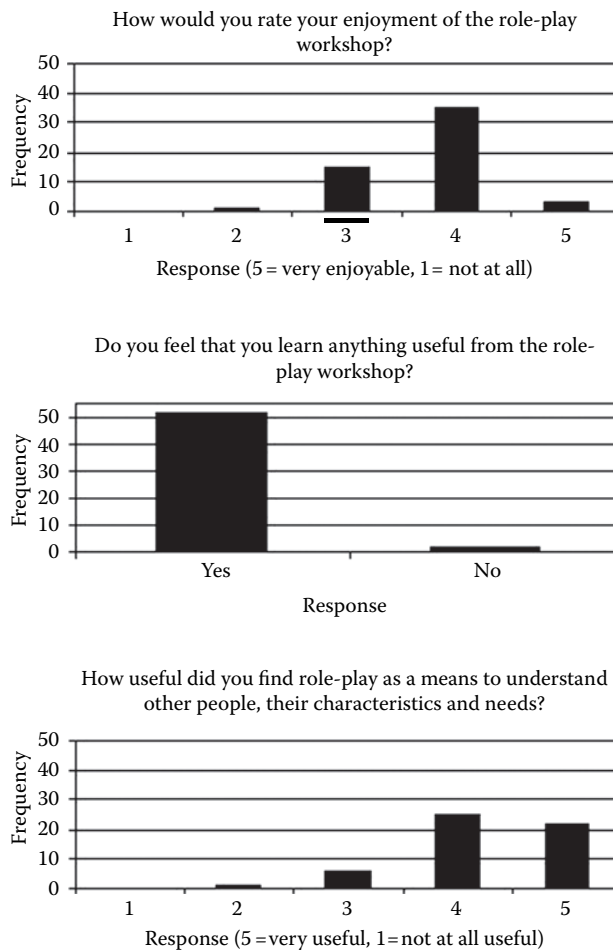 How would you rate your enjoyment of the role-play
workshop?
50
40
30
20
10
0
Frequency
1 2 3 4 5
Response (5 = very enjoyable, 1 = not at all)
Do you feel that you learn anything useful from the role-
play workshop?
50
40
30
20
10
0
Frequency
Yes No
Response
How useful did you find role-play as a means to understand
other people, their characteristics and needs?
50
40
30
20
10
0
Frequency
1 2 3 4 5
Response (5 = very useful, 1 = not at all useful)